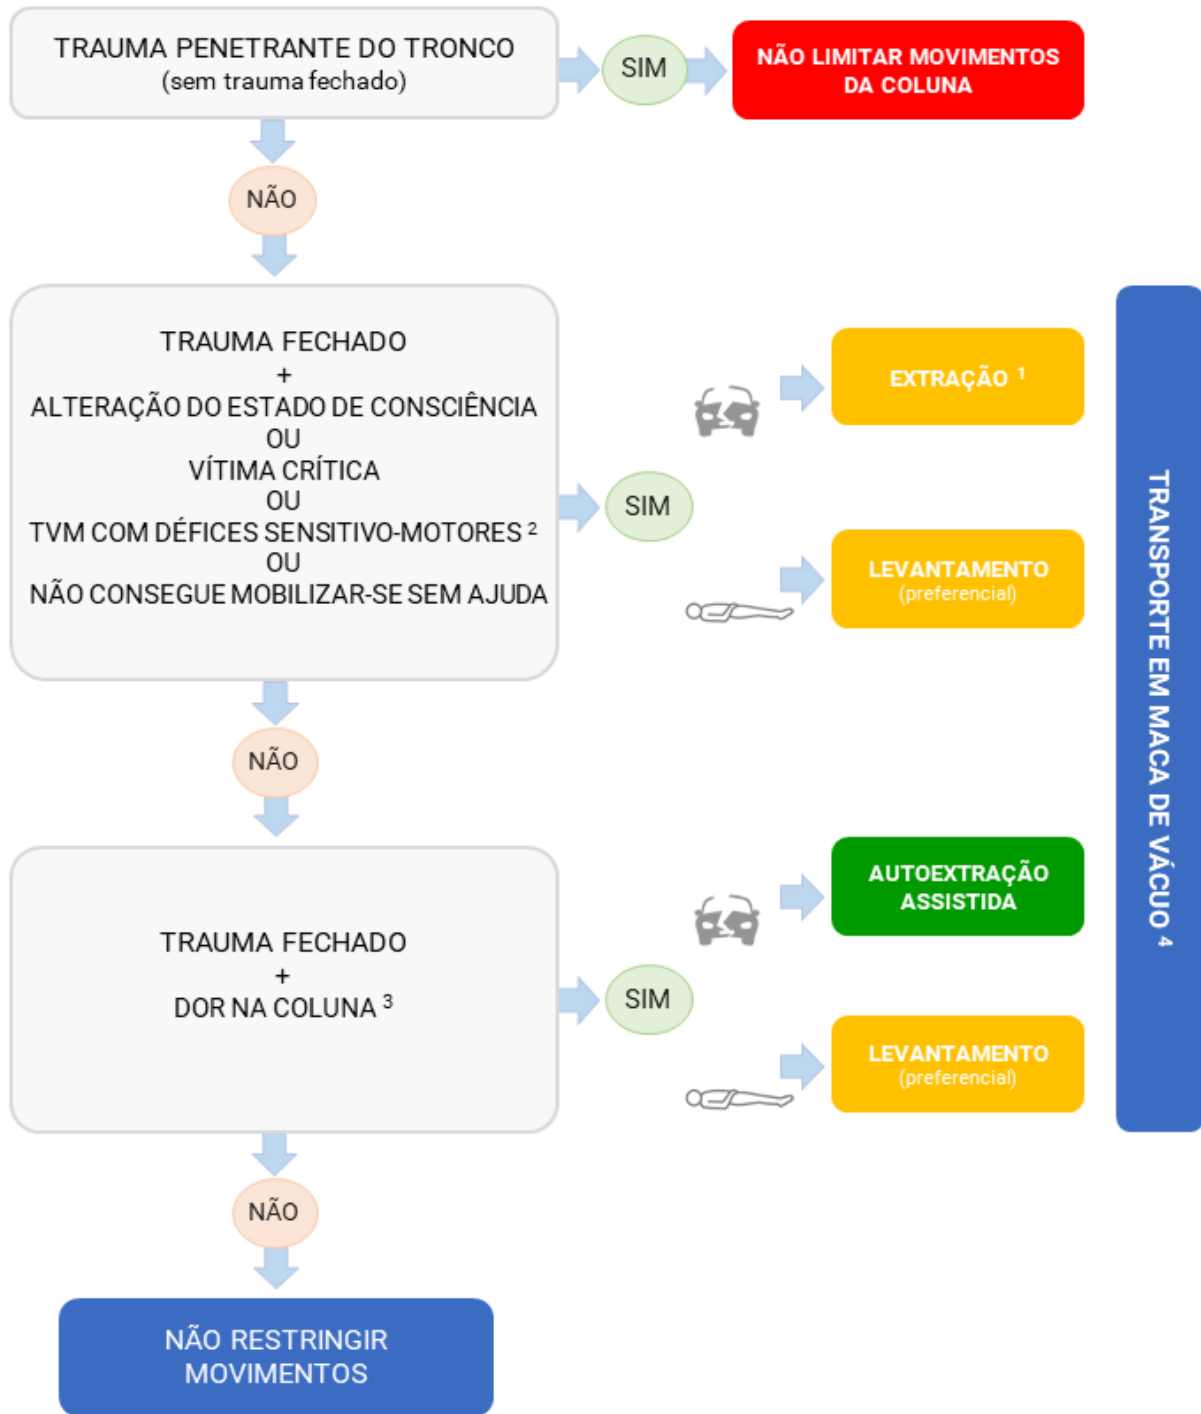 TRAUMA PENETRANTE DO TRONCO
(sem trauma fechado)
SIM
NÃO LIMITAR MOVIMENTOS
DA COLUNA
NÃO
TRAUMA FECHADO
+
ALTERAÇÃO DO ESTADO DE CONSCIÊNCIA
OU
VÍTIMA CRÍTICA
OU
TVM COM DÉFICES SENSITIVO-MOTORES ²
OU
NÃO CONSEGUE MOBILIZAR-SE SEM AJUDA
SIM
EXTRAÇÃO ¹
LEVANTAMENTO
(preferencial)
NÃO
TRAUMA FECHADO
+
DOR NA COLUNA ³
SIM
AUTOEXTRAÇÃO
ASSISTIDA
LEVANTAMENTO
(preferencial)
TRANSPORTE EM MACA DE VÁCUO ⁴
NÃO
NÃO RESTRINGIR
MOVIMENTOS